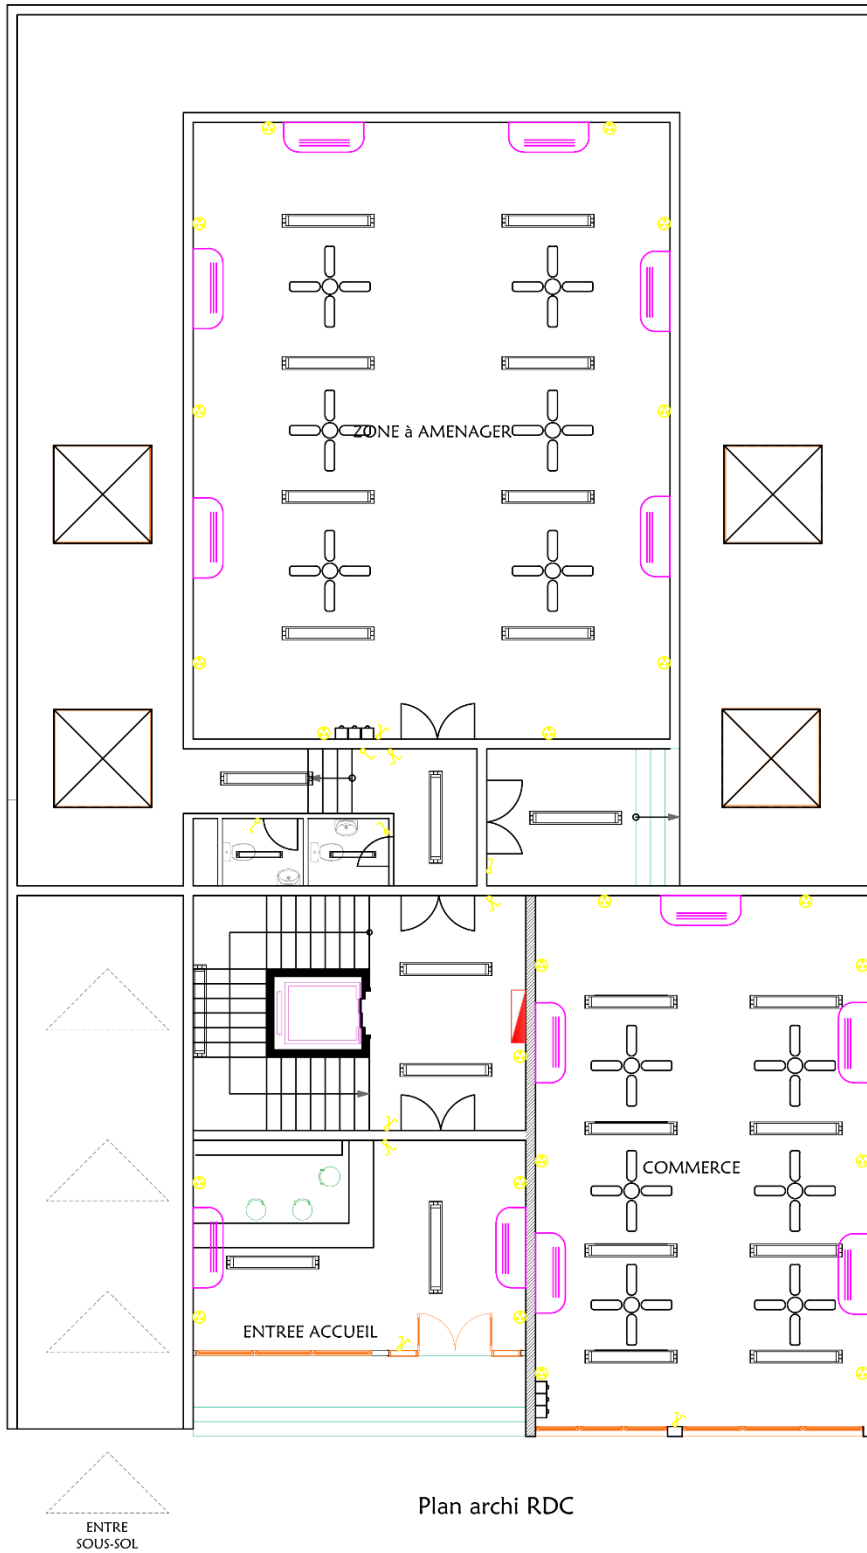 ZONE à AMENAGER
COMMERCE
ENTREE ACCUEIL
Plan archi RDC
ENTRE
SOUS-SOL